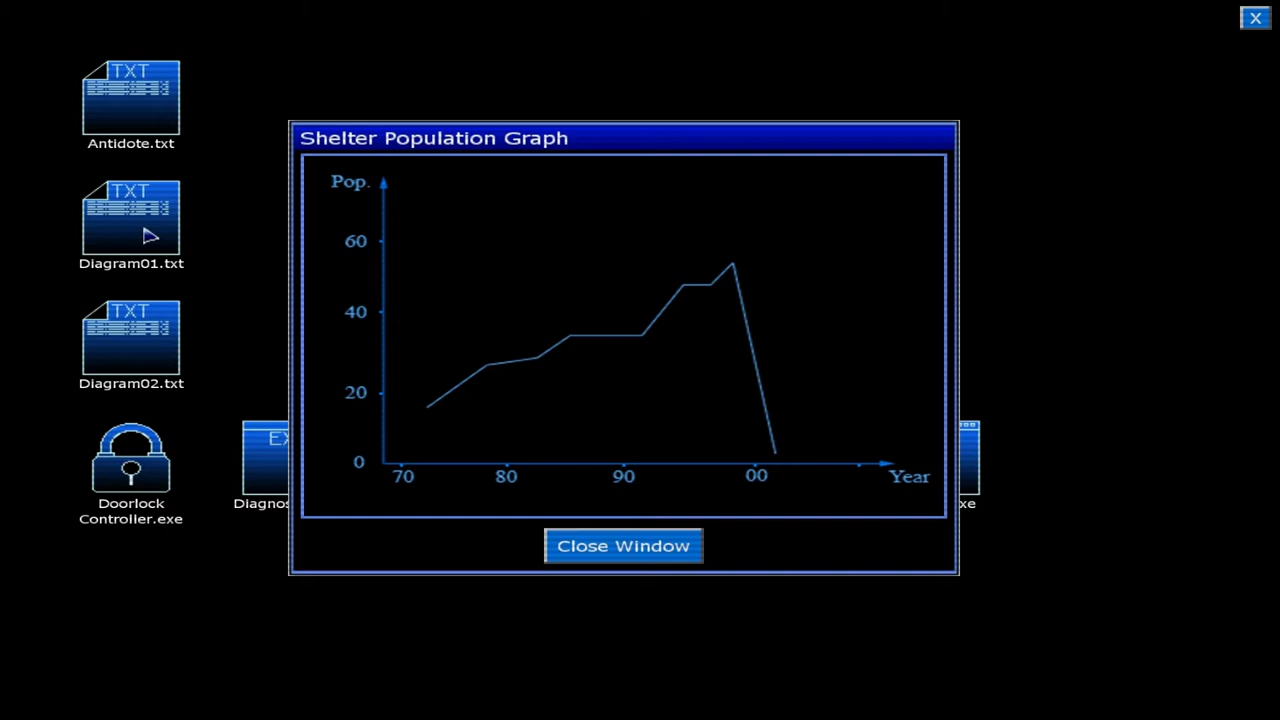 X
TXT
Antidote.txt
TXT
Diagram01.txt
TXT
Diagram02.txt
Doorlock
Controller.exe
EX
Diagnos
xe
Shelter Population Graph
Pop.
60
40
20
0
70 80 90 00 Year
Close Window